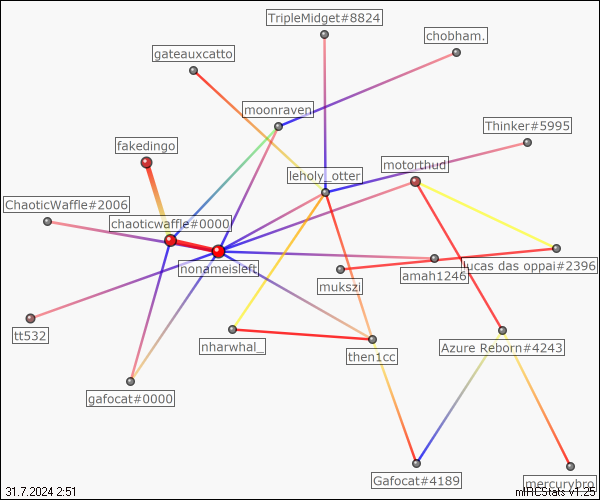 TripleMidget#8824
chobham.
gateauxcatto
moonraven
Thinker#5995
fakedingo
motorthud
leholy_otter
ChaoticWaffle#2006
chaoticwaffle#0000
nonameisleft
lucas das oppai#2396
amah1246
mukszi
tt532
nharwhal_
Azure Reborn#4243
then1cc
gafocat#0000
Gafocat#4189
mercurybro
31.7.2024 2:51
mIRCStats v1.25